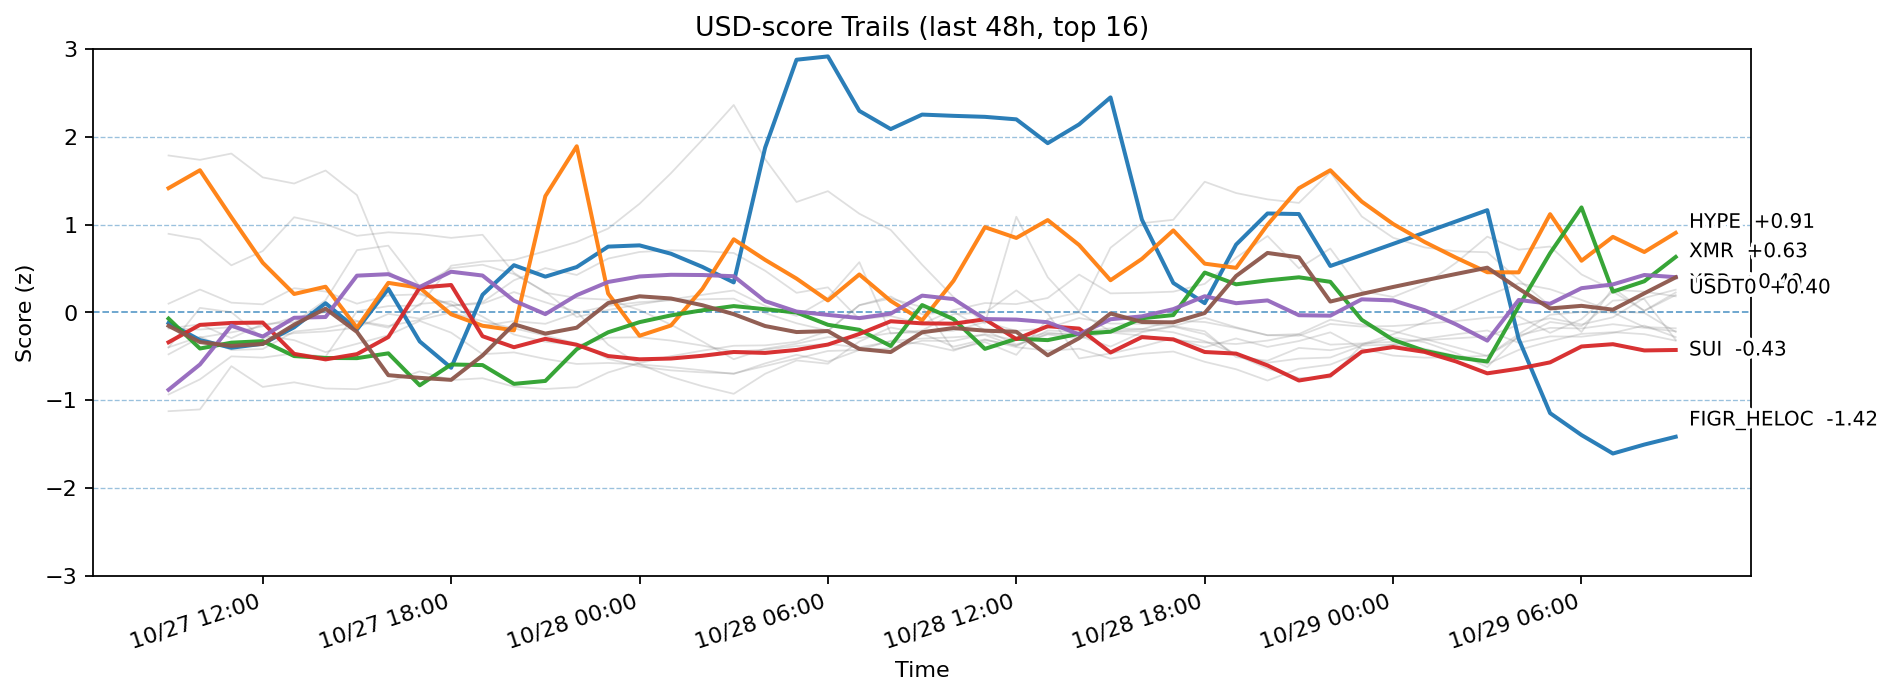 USD-score Trails (last 48h, top 16)
3
2
1
0
−1
−2
−3
Score (z)
HYPE +0.91
XMR +0.63
USDT0 +0.40
SUI -0.43
FIGR_HELOC -1.42
10/27 12:00
10/27 18:00
10/28 00:00
10/28 06:00
10/28 12:00
10/28 18:00
10/29 00:00
10/29 06:00
Time